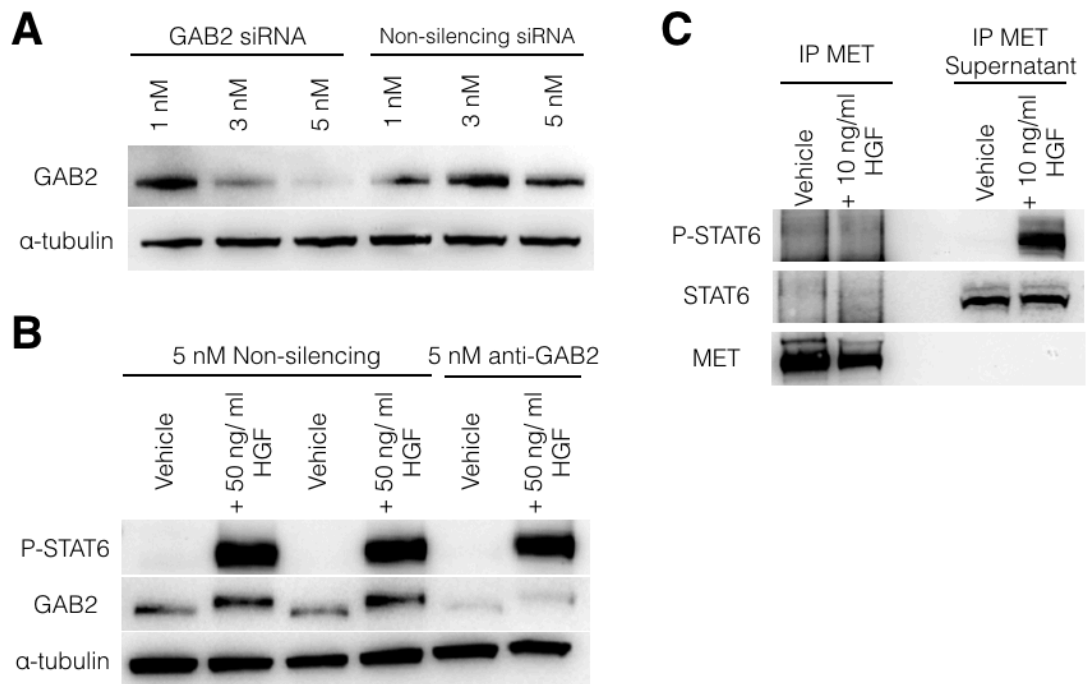 A
GAB2 siRNA
Non-silencing siRNA
1 nM
3 nM
5 nM
1 nM
3 nM
5 nM
GAB2
α-tubulin
B
5 nM Non-silencing
5 nM anti-GAB2
Vehicle
+ 50 ng/ ml
HGF
Vehicle
+ 50 ng/ ml
HGF
Vehicle
+ 50 ng/ ml
HGF
P-STAT6
GAB2
α-tubulin
C
IP MET
IP MET
Supernatant
Vehicle
+ 10 ng/ml
HGF
Vehicle
+ 10 ng/ml
HGF
P-STAT6
STAT6
MET